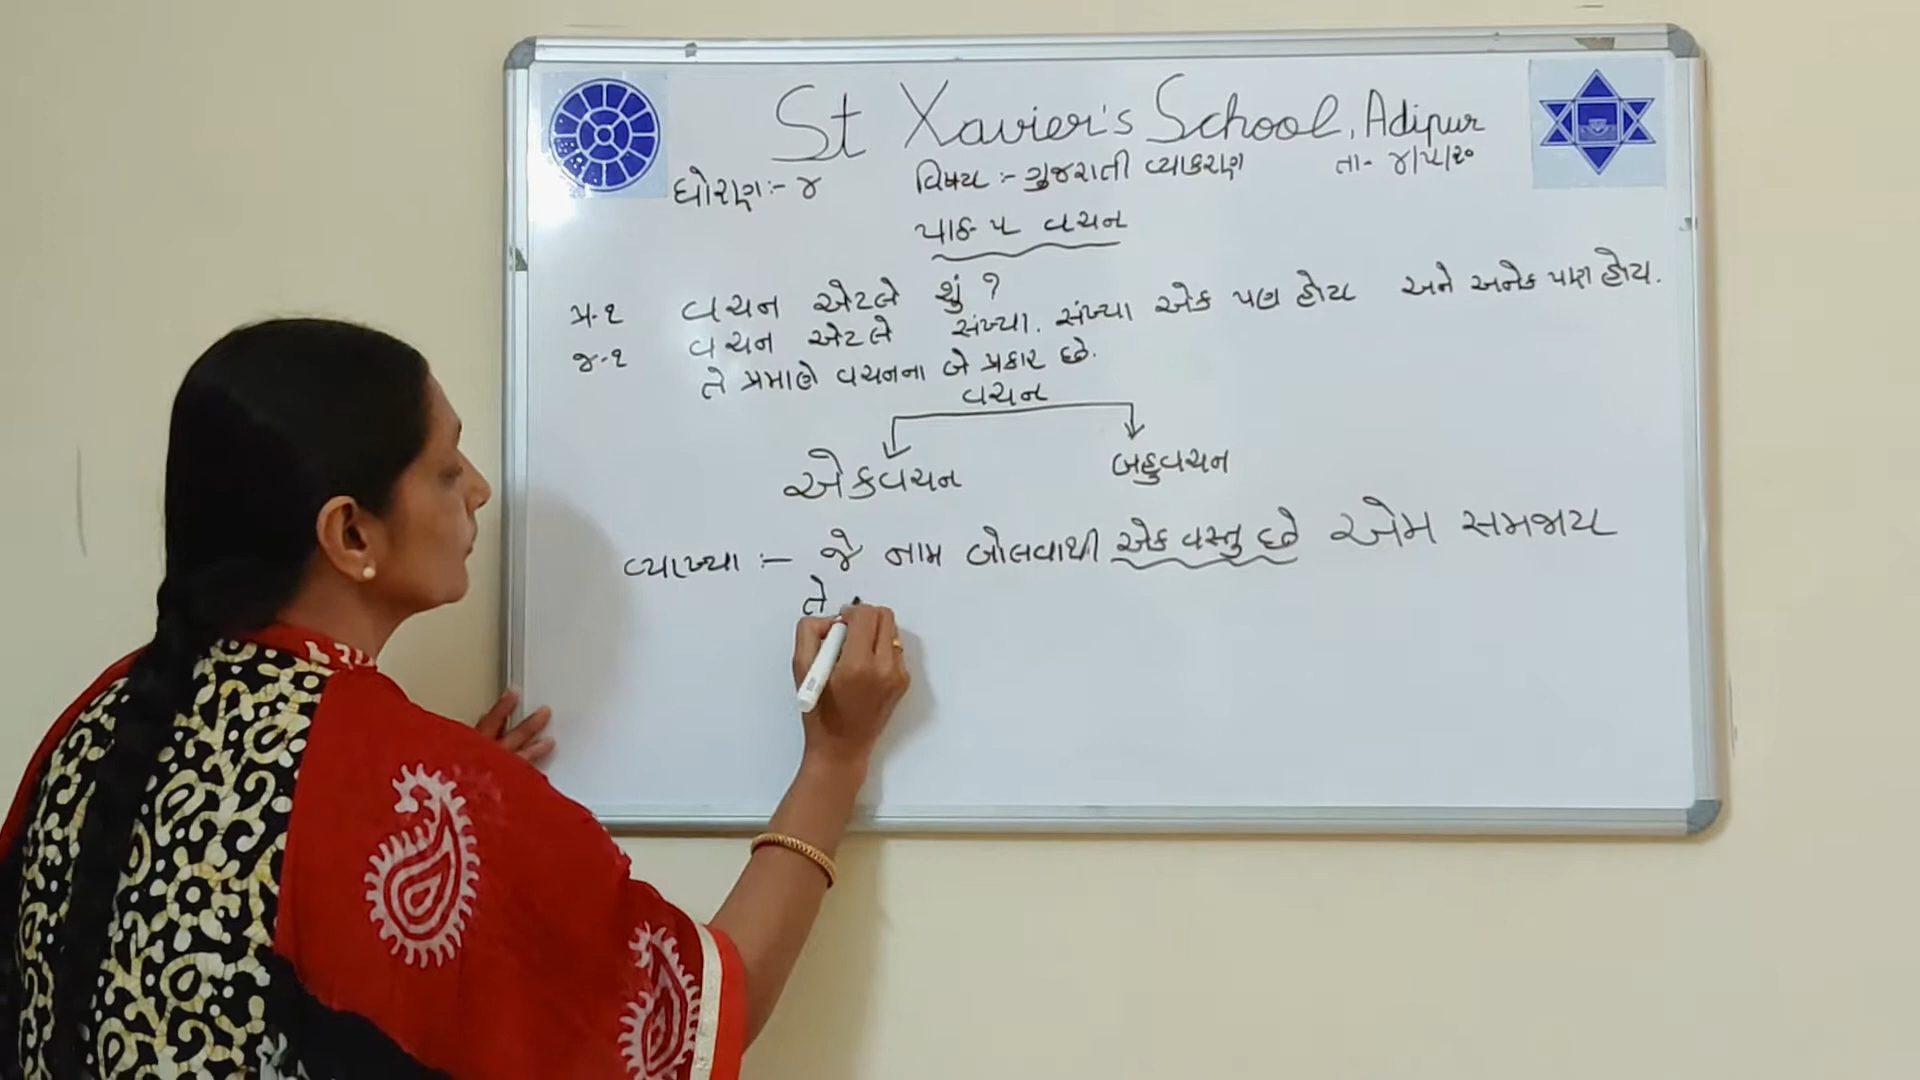 St Xavier's School, Adipur
ધોરણ:- ૪ વિષય :- ગુજરાતી વ્યાકરણ તા- ૪/૫/૨૦
પાઠ- ૫ વચન
પ્ર-૧ વચન એટલે શું ?
જ-૧ વચન એટલે સંખ્યા. સંખ્યા એક પણ હોય અને અનેક પણ હોય.
તે પ્રમાણે વચનના બે પ્રકાર છે.
વચન
એકવચન બહુવચન
વ્યાખ્યા :- જે નામ બોલવાથી એક વસ્તુ છે એમ સમજાય
તે